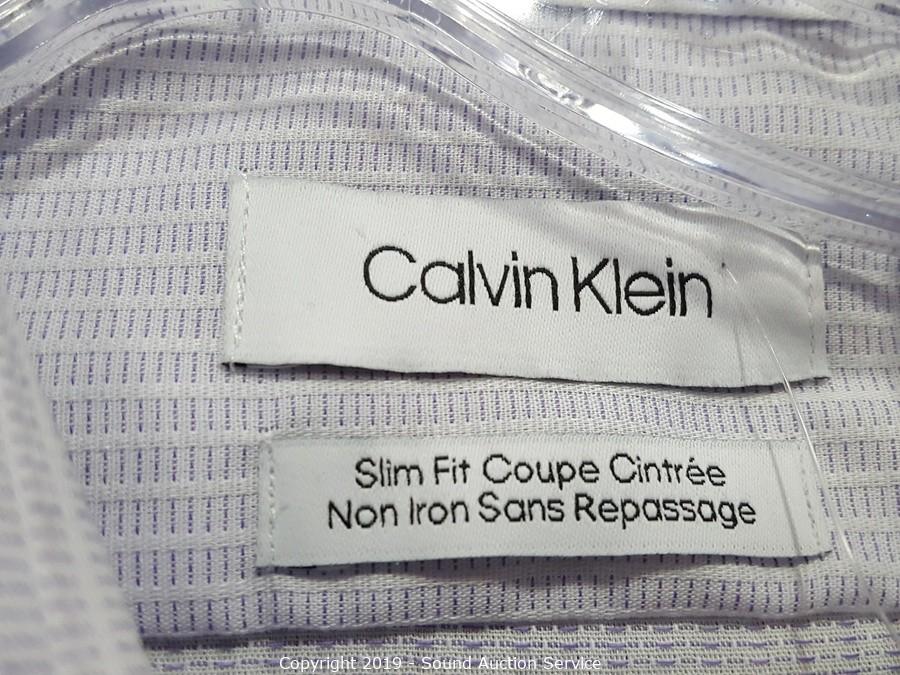 Calvin Klein
Slim Fit Coupe Cintrée
Non Iron Sans Repassage
Copyright 2019 - Sound Auction Service